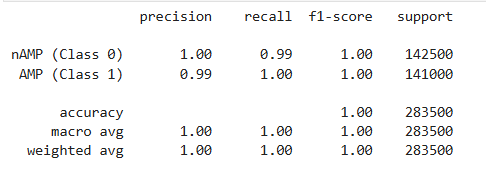 precision recall f1-score support
nAMP (Class 0) 1.00 0.99 1.00 142500
AMP (Class 1) 0.99 1.00 1.00 141000
accuracy 1.00 283500
macro avg 1.00 1.00 1.00 283500
weighted avg 1.00 1.00 1.00 283500